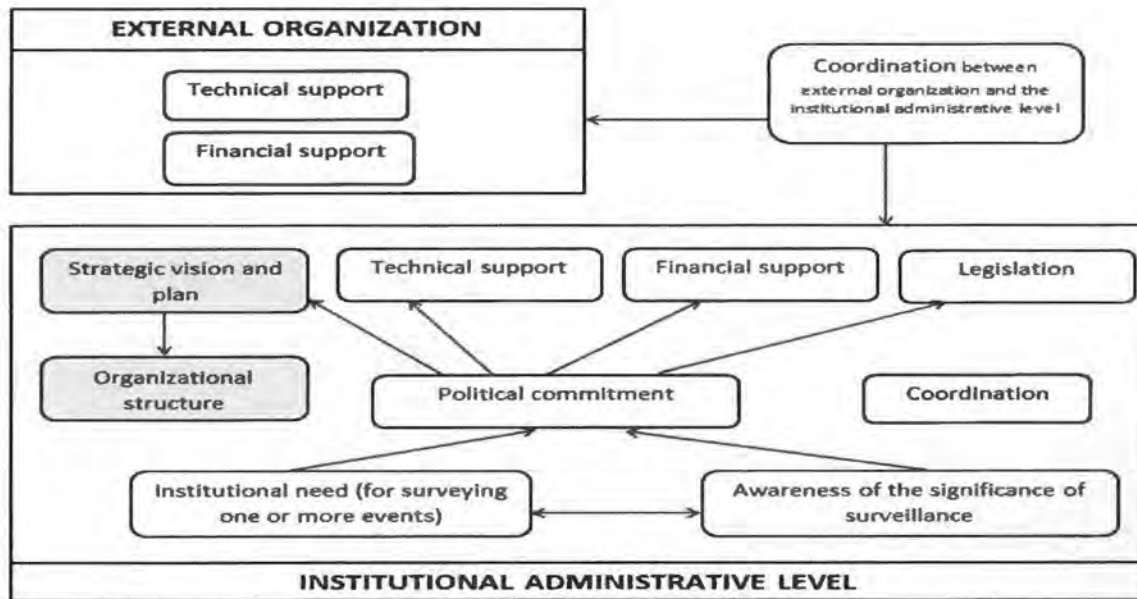 EXTERNAL ORGANIZATION
Technical support
Financial support
Coordination between
external organization and the
institutional administrative level
Strategic vision and
plan
Technical support
Financial support
Legislation
Organizational
structure
Political commitment
Coordination
Institutional need (for surveying
one or more events)
Awareness of the significance of
surveillance
INSTITUTIONAL ADMINISTRATIVE LEVEL